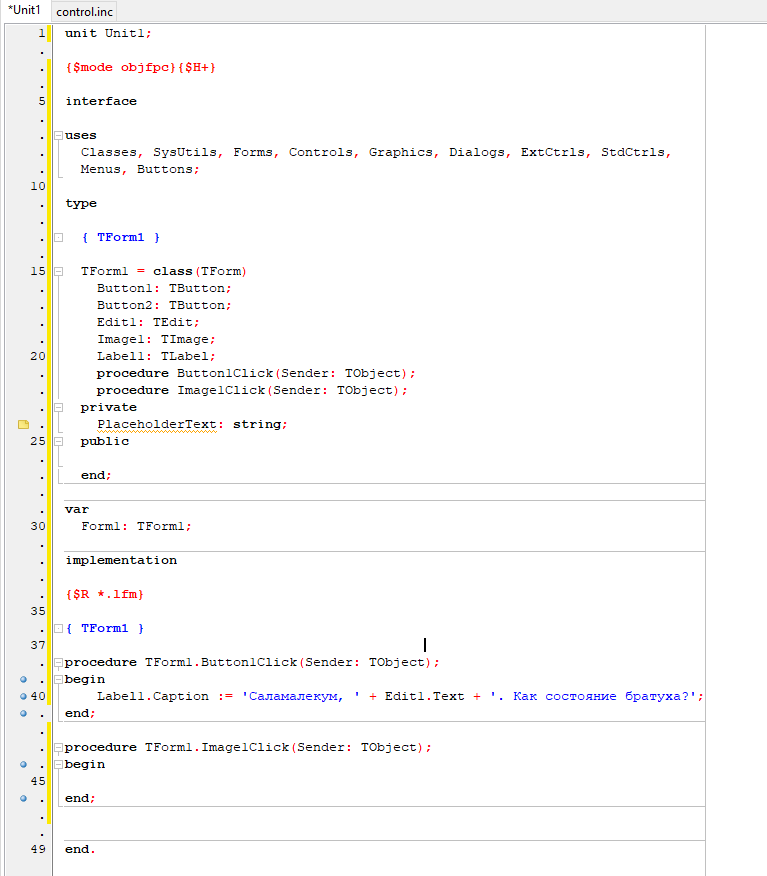 *Unit1 control.inc
1 unit Unit1;
{$mode objfpc}{$H+}
5 interface
uses
Classes, SysUtils, Forms, Controls, Graphics, Dialogs, ExtCtrls, StdCtrls,
Menus, Buttons;
10
type
{ TForm1 }
15 TForm1 = class(TForm)
Button1: TButton;
Button2: TButton;
Edit1: TEdit;
Image1: TImage;
20 Label1: TLabel;
procedure Button1Click(Sender: TObject);
procedure Image1Click(Sender: TObject);
private
PlaceholderText: string;
25 public
end;
var
30 Form1: TForm1;
implementation
{$R *.lfm}
35
{ TForm1 }
37
procedure TForm1.Button1Click(Sender: TObject);
begin
40 Label1.Caption := 'Саламалекум, ' + Edit1.Text + '. Как состояние братуха?';
end;
procedure TForm1.Image1Click(Sender: TObject);
begin
45
end;
49 end.